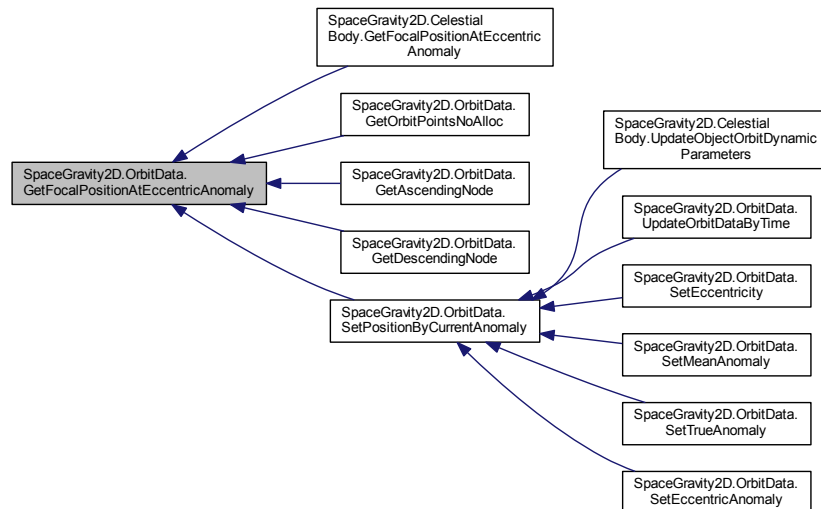 SpaceGravity2D.Celestial
Body.GetFocalPositionAtEccentric
Anomaly
SpaceGravity2D.OrbitData.
GetOrbitPointsNoAlloc
SpaceGravity2D.OrbitData.
GetFocalPositionAtEccentricAnomaly
SpaceGravity2D.OrbitData.
GetAscendingNode
SpaceGravity2D.OrbitData.
GetDescendingNode
SpaceGravity2D.OrbitData.
SetPositionByCurrentAnomaly
SpaceGravity2D.Celestial
Body.UpdateObjectOrbitDynamic
Parameters
SpaceGravity2D.OrbitData.
UpdateOrbitDataByTime
SpaceGravity2D.OrbitData.
SetEccentricity
SpaceGravity2D.OrbitData.
SetMeanAnomaly
SpaceGravity2D.OrbitData.
SetTrueAnomaly
SpaceGravity2D.OrbitData.
SetEccentricAnomaly